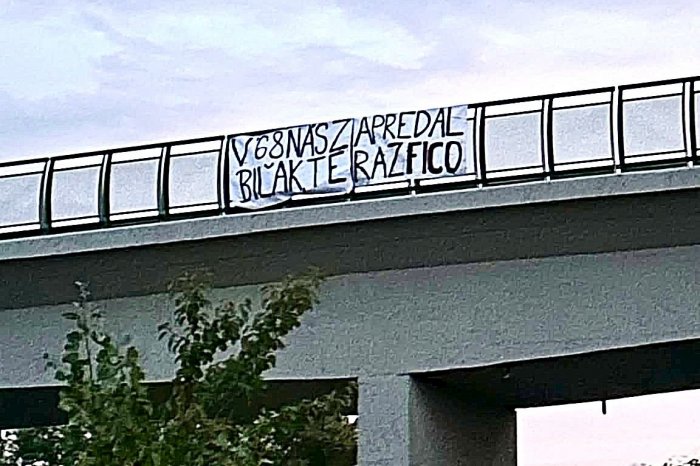 V 68 NÁS ZAPREDAL
BIĽAK, TERAZ FICO